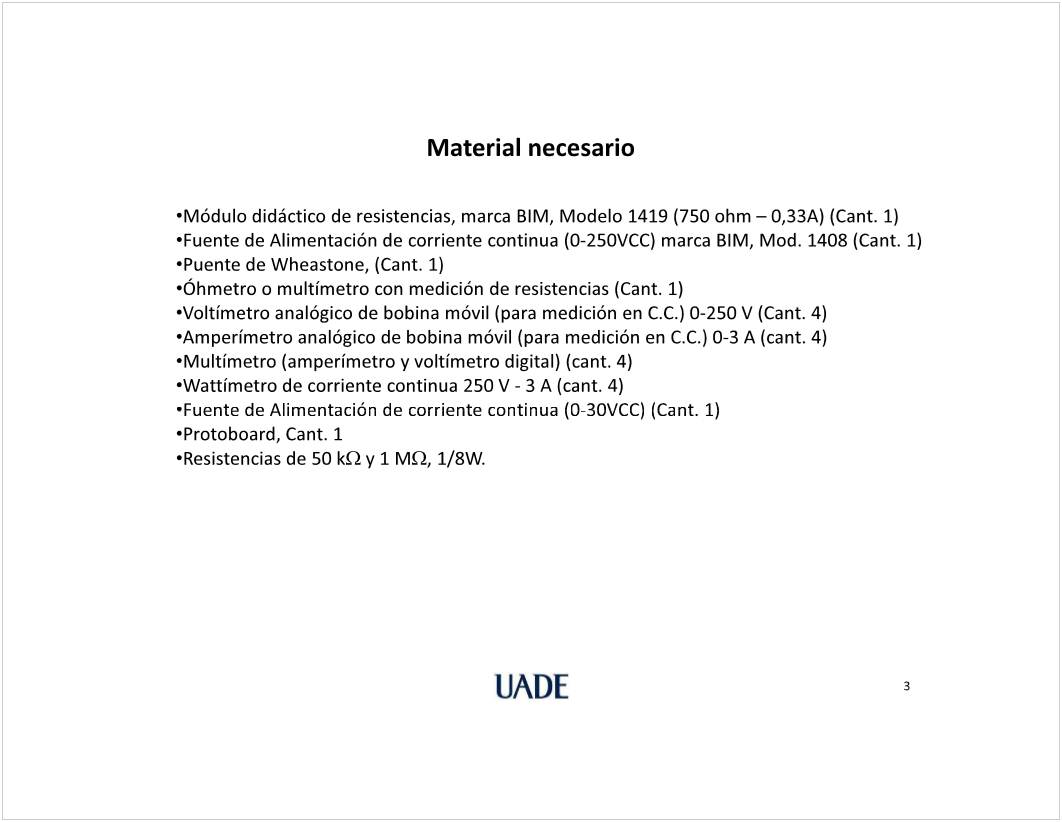 Material necesario
•Módulo didáctico de resistencias, marca BIM, Modelo 1419 (750 ohm – 0,33A) (Cant. 1)
•Fuente de Alimentación de corriente continua (0-250VCC) marca BIM, Mod. 1408 (Cant. 1)
•Puente de Wheastone, (Cant. 1)
•Óhmetro o multímetro con medición de resistencias (Cant. 1)
•Voltímetro analógico de bobina móvil (para medición en C.C.) 0-250 V (Cant. 4)
•Amperímetro analógico de bobina móvil (para medición en C.C.) 0-3 A (cant. 4)
•Multímetro (amperímetro y voltímetro digital) (cant. 4)
•Wattímetro de corriente continua 250 V - 3 A (cant. 4)
•Fuente de Alimentación de corriente continua (0-30VCC) (Cant. 1)
•Protoboard, Cant. 1
•Resistencias de 50 kΩ y 1 MΩ, 1/8W.
UADE
3